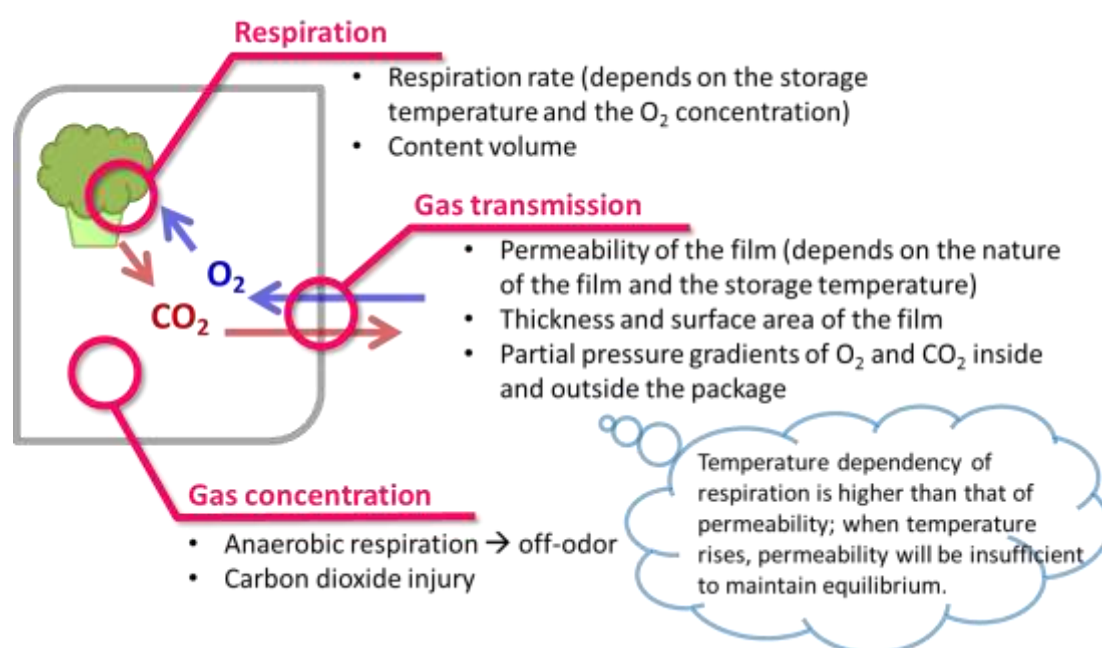 Respiration
• Respiration rate (depends on the storage
temperature and the O₂ concentration)
• Content volume
Gas transmission
• Permeability of the film (depends on the nature
of the film and the storage temperature)
• Thickness and surface area of the film
• Partial pressure gradients of O₂ and CO₂ inside
and outside the package
O₂
CO₂
Gas concentration
• Anaerobic respiration → off-odor
• Carbon dioxide injury
Temperature dependency of
respiration is higher than that of
permeability; when temperature
rises, permeability will be insufficient
to maintain equilibrium.